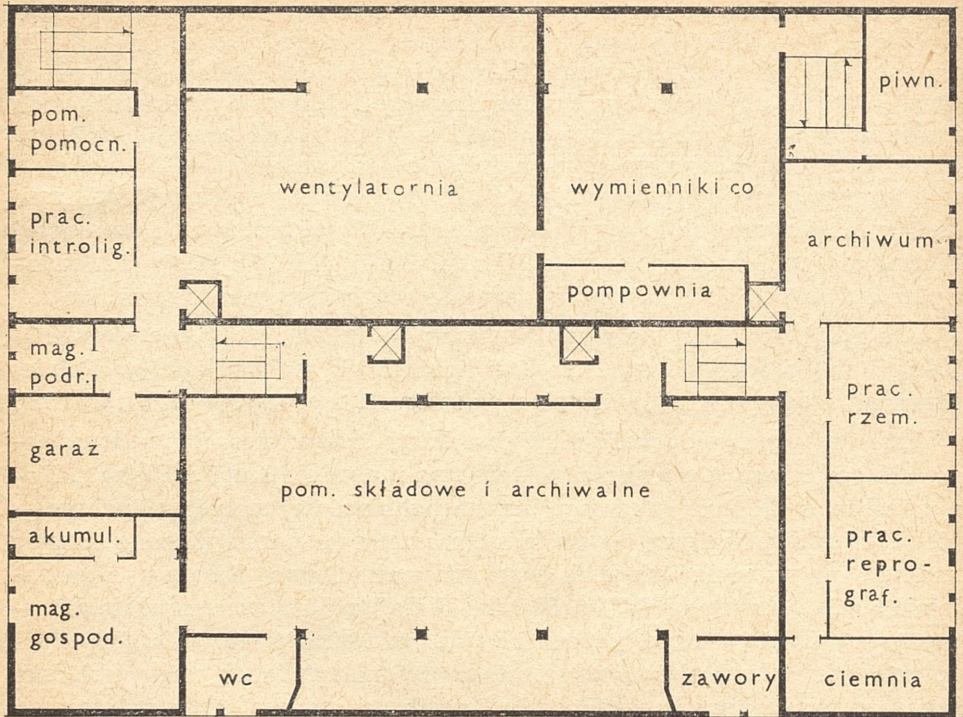 pom.
pomocn.
wentylatornia
wymienniki co
piwn.
prac.
introlig.
archiwum
pompownia
mag.
podr.
prac.
rzem.
garaz
pom. składowe i archiwalne
akumul.
prac.
repro-
graf.
mag.
gospod.
wc
zawory
ciemnia